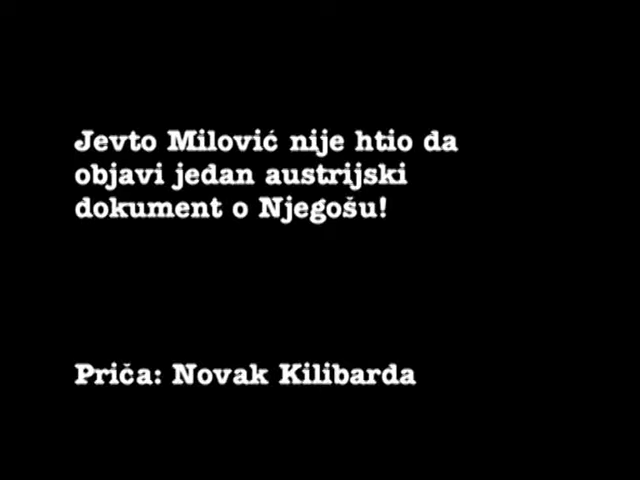 Jevto Milović nije htio da
objavi jedan austrijski
dokument o Njegošu!
Priča: Novak Kilibarda